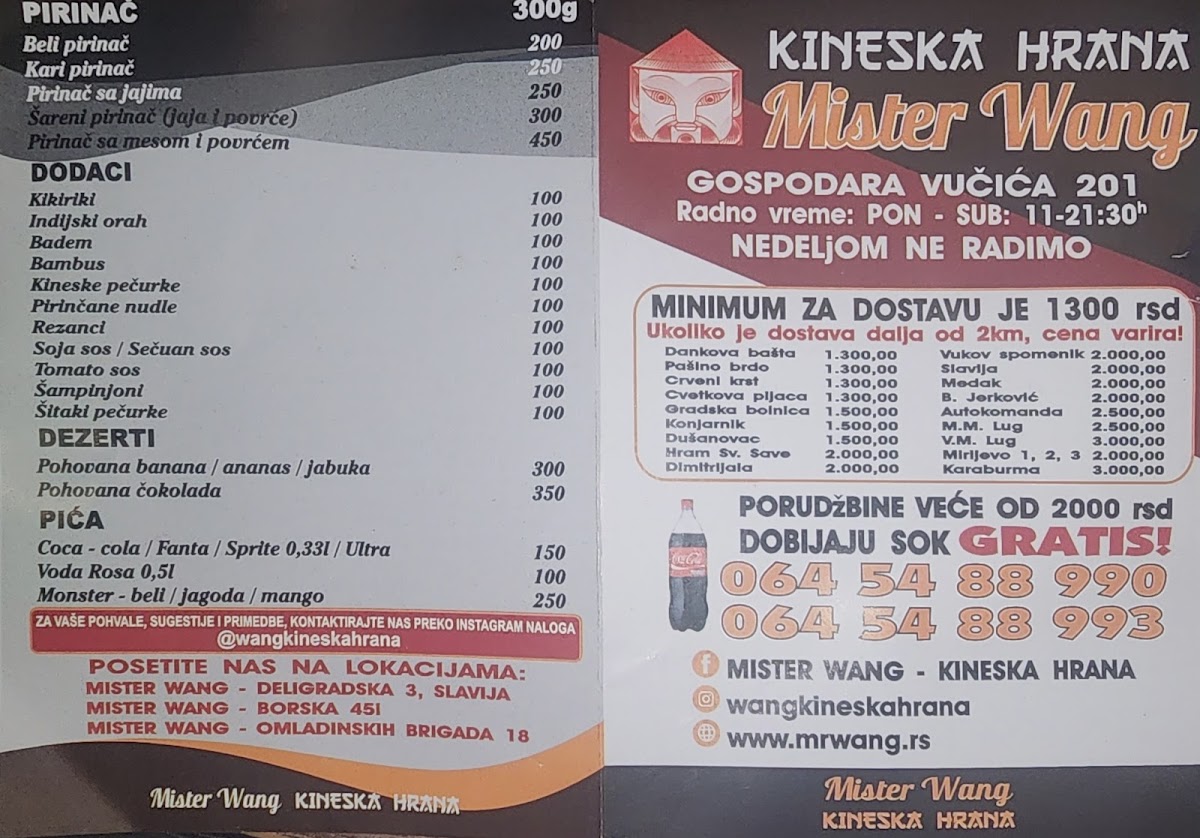 PIRINAČ 300g
Beli pirinač 200
Kari pirinač 250
Pirinač sa jajima 250
Šareni pirinač (jaja i povrće) 300
Pirinač sa mesom i povrćem 450
DODACI
Kikiriki 100
Indijski orah 100
Badem 100
Bambus 100
Kineske pečurke 100
Pirinčane nudle 100
Rezanci 100
Soja sos / Sečuan sos 100
Tomato sos 100
Šampinjoni 100
Šitaki pečurke 100
DEZERTI
Pohovana banana / ananas / jabuka 300
Pohovana čokolada 350
PIĆA
Coca - cola / Fanta / Sprite 0,33l / Ultra 150
Voda Rosa 0,5l 100
Monster - beli / jagoda / mango 250
ZA VAŠE POHVALE, SUGESTIJE I PRIMEDBE, KONTAKTIRAJTE NAS PREKO INSTAGRAM NALOGA
@wangkineskahrana
POSETITE NAS NA LOKACIJAMA:
MISTER WANG - DELIGRADSKA 3, SLAVIJA
MISTER WANG - BORSKA 45I
MISTER WANG - OMLADINSKIH BRIGADA 18
Mister Wang KINESKA HRANA
KINESKA HRANA
Mister Wang
GOSPODARA VUČIĆA 201
Radno vreme: PON - SUB: 11-21:30h
NEDELjOM NE RADIMO
MINIMUM ZA DOSTAVU JE 1300 rsd
Ukoliko je dostava dalja od 2km, cena varira!
Dankova bašta 1.300,00 Vukov spomenik 2.000,00
Pašino brdo 1.300,00 Slavija 2.000,00
Crveni krst 1.300,00 Medak 2.000,00
Cvetkova pijaca 1.300,00 B. Jerković 2.000,00
Gradska bolnica 1.500,00 Autokomanda 2.500,00
Konjarnik 1.500,00 M.M. Lug 2.500,00
Dušanovac 1.500,00 V.M. Lug 3.000,00
Hram Sv. Save 2.000,00 Mirijevo 1, 2, 3 2.000,00
Dimitrijala 2.000,00 Karaburma 3.000,00
PORUDŽBINE VEĆE OD 2000 rsd
DOBIJAJU SOK GRATIS!
Coca-Cola
064 54 88 990
064 54 88 993
MISTER WANG - KINESKA HRANA
wangkineskahrana
www.mrwang.rs
Mister Wang
KINESKA HRANA